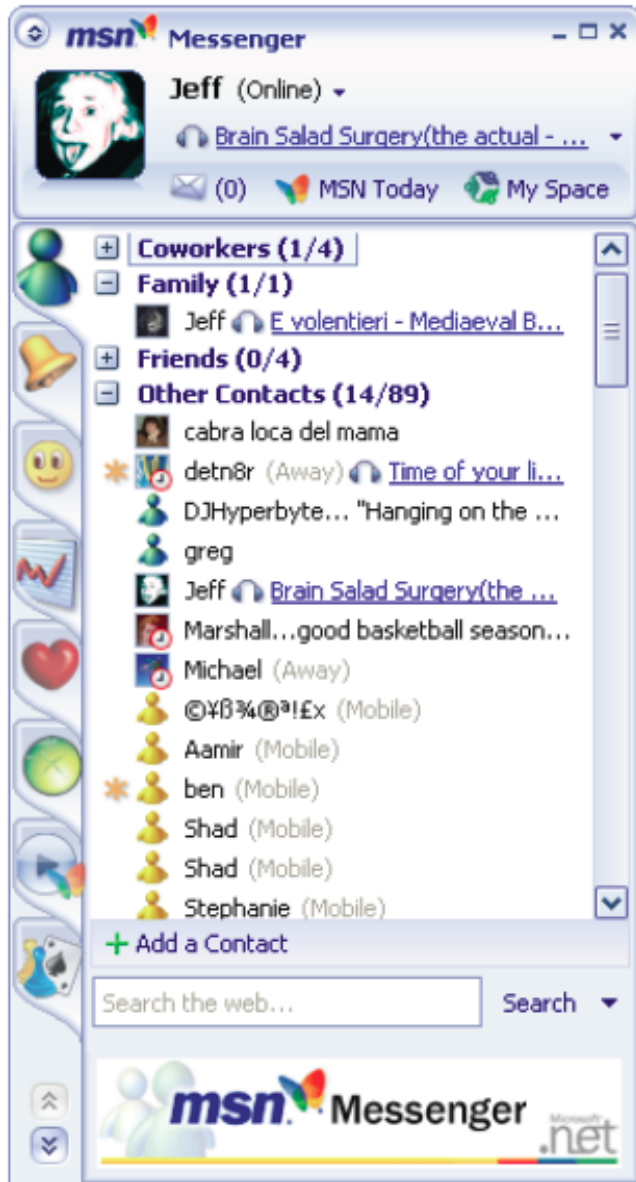 msn Messenger
Jeff (Online)
Brain Salad Surgery(the actual - ...
(0) MSN Today My Space
Coworkers (1/4)
Family (1/1)
Jeff E volentieri - Mediaeval B...
Friends (0/4)
Other Contacts (14/89)
cabra loca del mama
detn8r (Away) Time of your li...
DJHyperbyte... "Hanging on the ...
greg
Jeff Brain Salad Surgery(the ...
Marshall...good basketball season...
Michael (Away)
©¥ß¾®ª!£x (Mobile)
Aamir (Mobile)
ben (Mobile)
Shad (Mobile)
Shad (Mobile)
Stephanie (Mobile)
+ Add a Contact
Search the web... Search
msn Messenger
Microsoft
.net